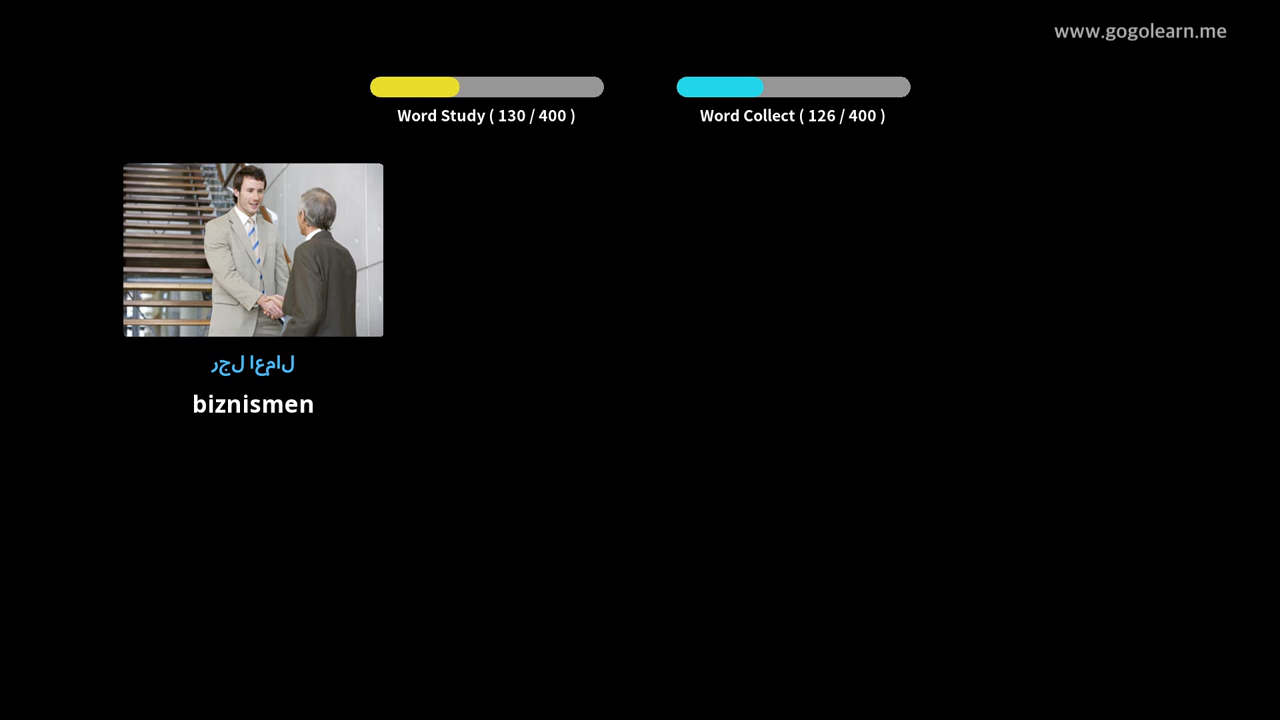 www.gogolearn.me
Word Study ( 130 / 400 )
Word Collect ( 126 / 400 )
رجل اعمال
biznismen